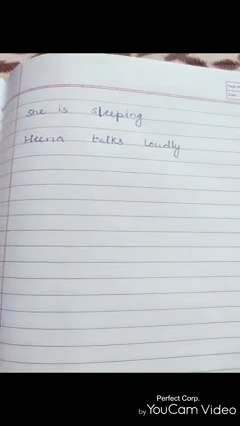 she is sleeping
Heena talks loudly
Perfect Corp.
by YouCam Video